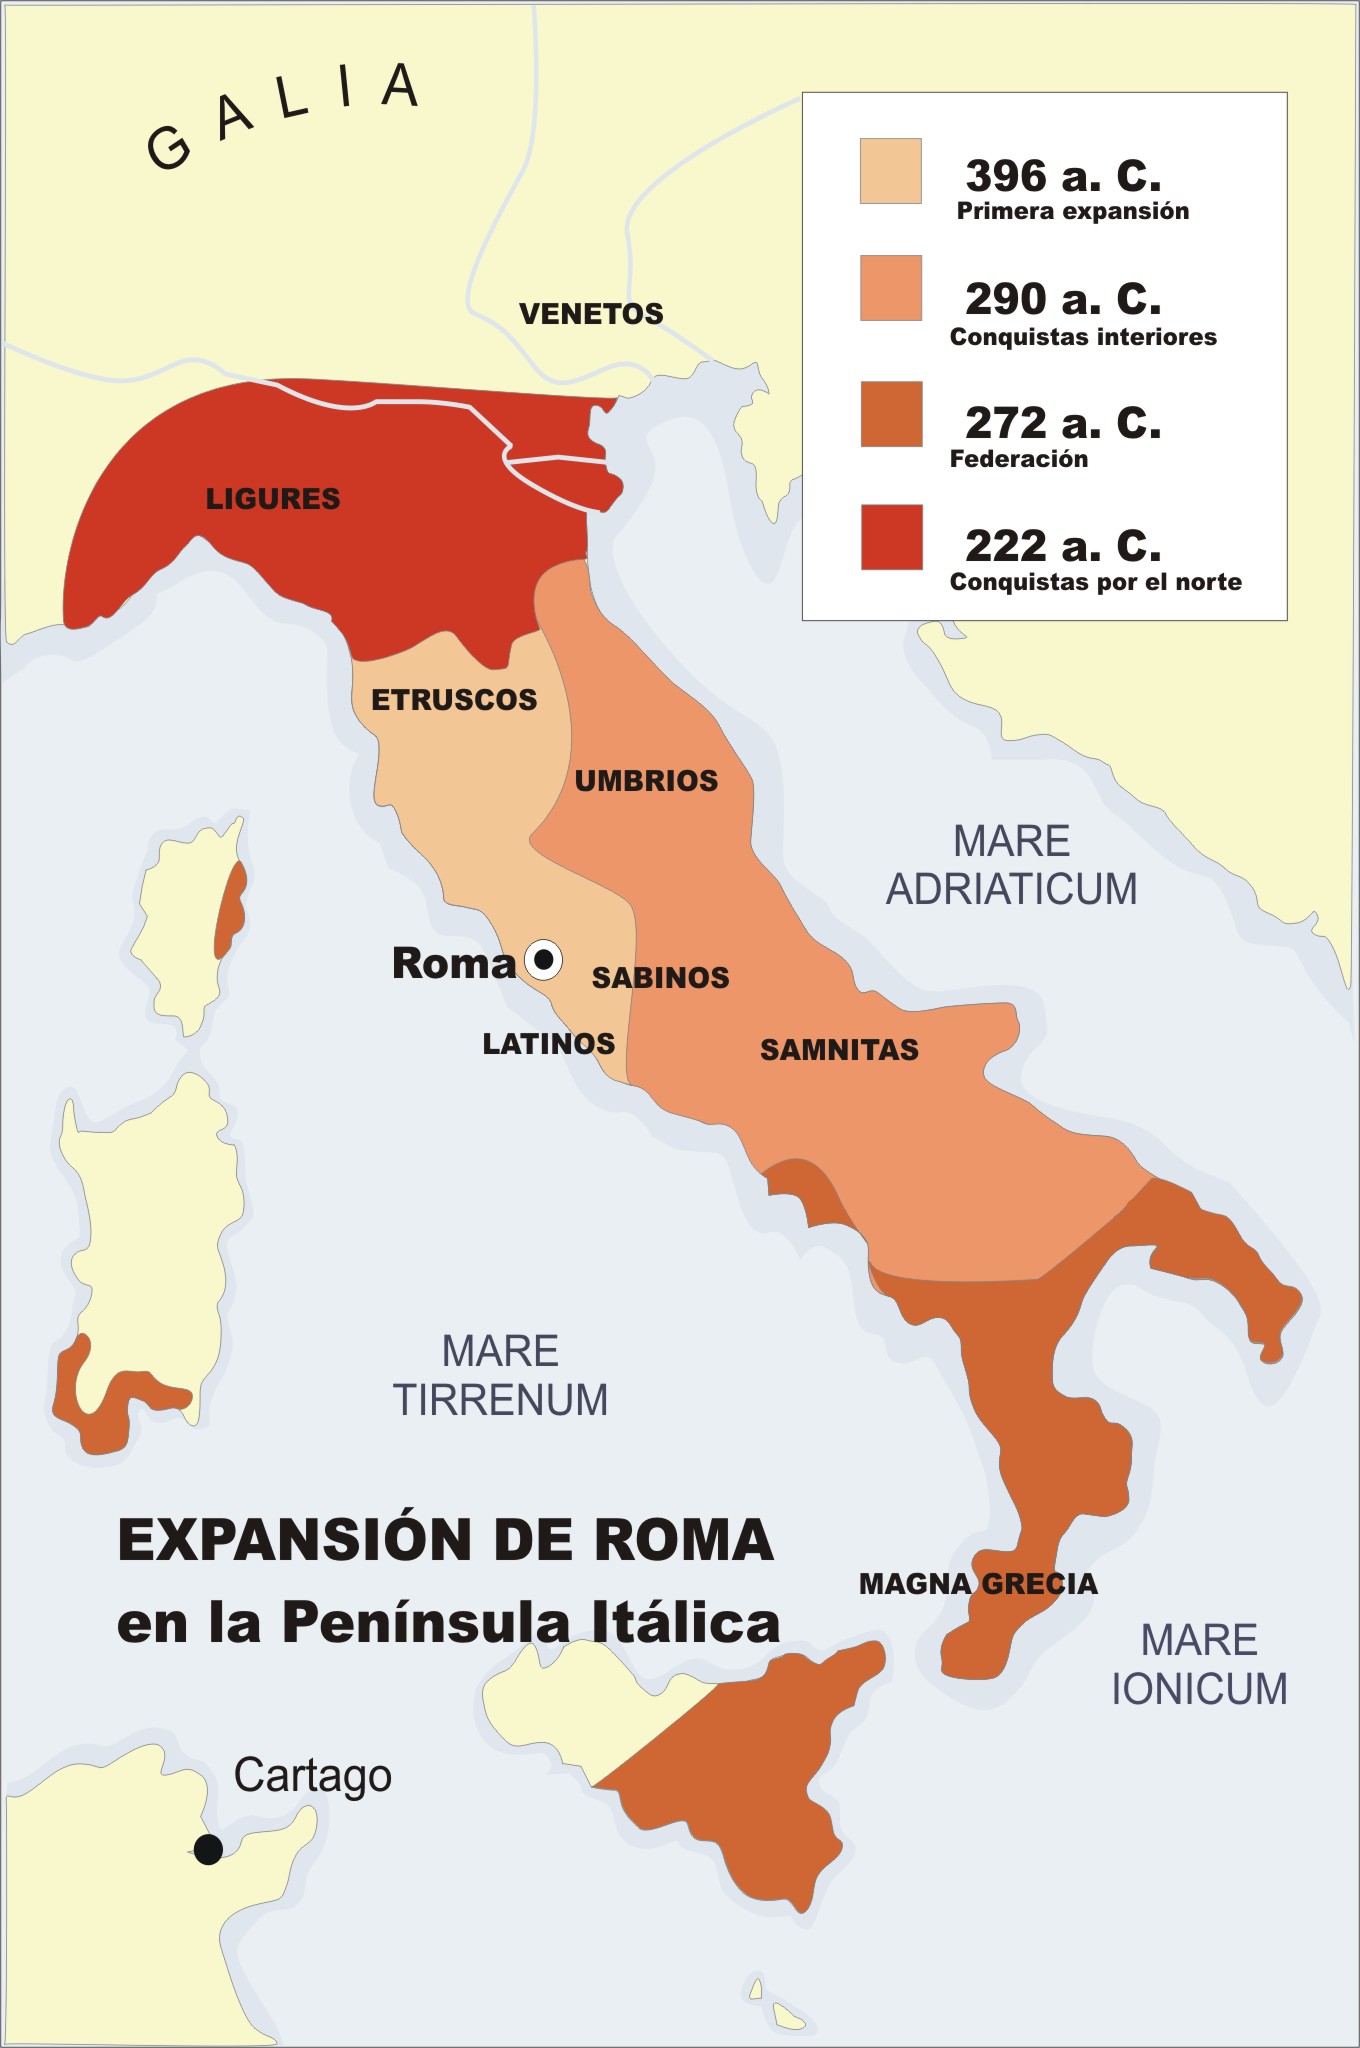 GALIA
396 a. C.
Primera expansión
290 a. C.
Conquistas interiores
272 a. C.
Federación
222 a. C.
Conquistas por el norte
VENETOS
LIGURES
ETRUSCOS
UMBRIOS
MARE
ADRIATICUM
Roma
SABINOS
LATINOS
SAMNITAS
MARE
TIRRENUM
EXPANSIÓN DE ROMA
en la Península Itálica
MAGNA GRECIA
MARE
IONICUM
Cartago